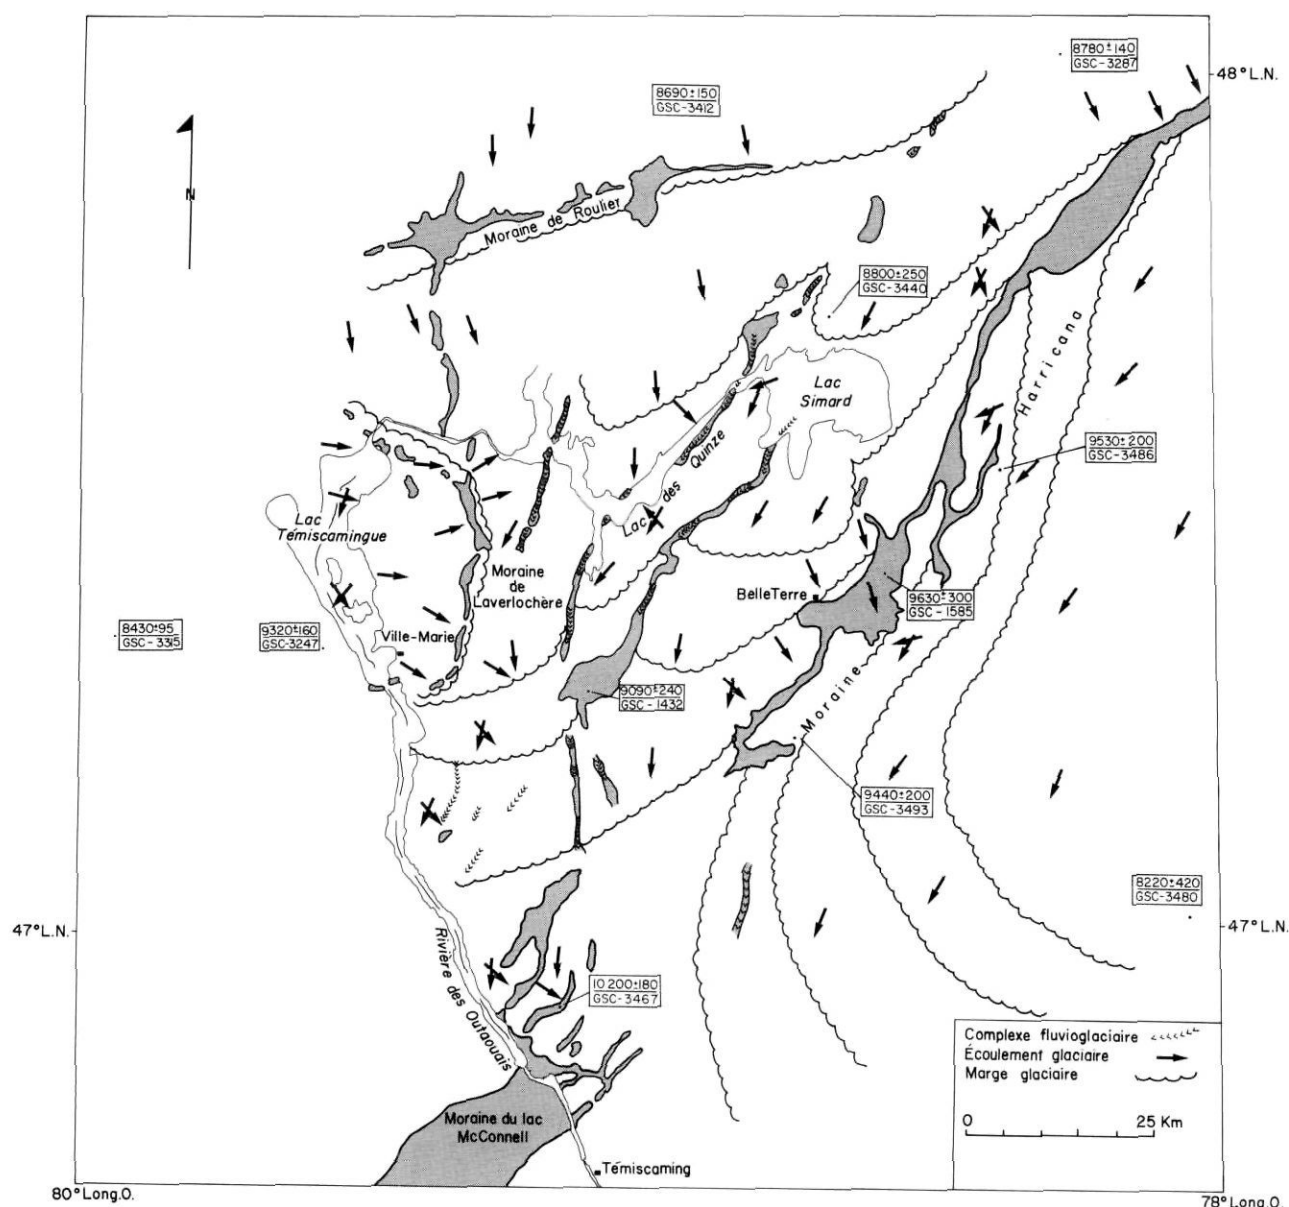 8780±140
GSC-3287
48° L.N.
8690±150
GSC-3412
N
Moraine de Roulier
8800±250
GSC-3440
Lac
Simard
Harricana
9530±200
GSC-3486
Lac des Quinze
Lac
Témiscamingue
Moraine
de
Laverlochère
BelleTerre
9630±300
GSC-1585
8430±95
GSC-3315
9320±160
GSC-3247
Ville-Marie
9090±240
GSC-1432
Moraine
9440±200
GSC-3493
8220±420
GSC-3480
47° L.N.
47° L.N.
Rivière des Outaouais
10 200±180
GSC-3467
Complexe fluvioglaciaire
Écoulement glaciaire
Marge glaciaire
0 25 Km
Moraine du lac
McConnell
Témiscaming
80° Long.O.
78° Long.O.